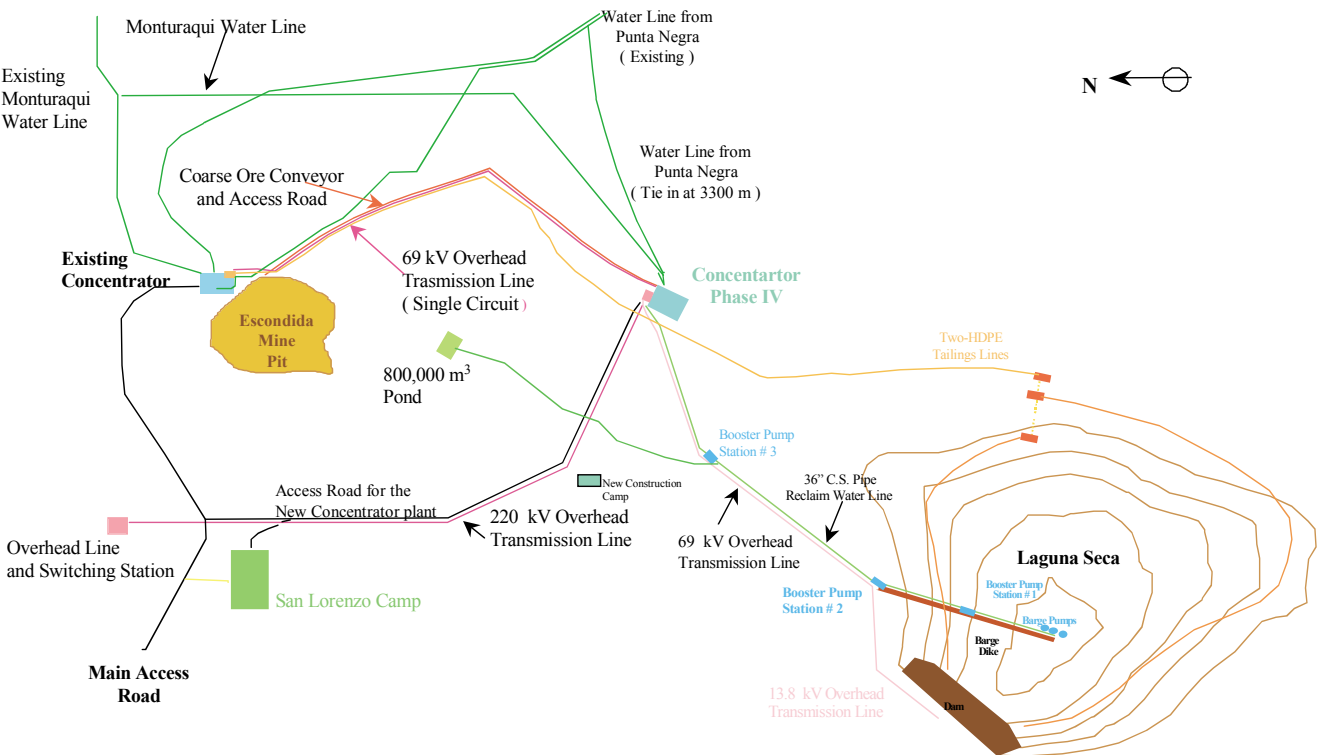 Monturaqui Water Line
Water Line from
Punta Negra
( Existing )
Existing
Monturaqui
Water Line
N
Water Line from
Punta Negra
( Tie in at 3300 m )
Coarse Ore Conveyor
and Access Road
Existing
Concentrator
69 kV Overhead
Trasmission Line
( Single Circuit )
Concentartor
Phase IV
Escondida
Mine
Pit
800,000 m³
Pond
Two-HDPE
Tailings Lines
Booster Pump
Station # 3
New Construction
Camp
36” C.S. Pipe
Reclaim Water Line
Access Road for the
New Concentrator plant
220 kV Overhead
Transmission Line
69 kV Overhead
Transmission Line
Overhead Line
and Switching Station
San Lorenzo Camp
Laguna Seca
Booster Pump
Station # 1
Booster Pump
Station # 2
Barge Pumps
Barge
Dike
Main Access
Road
13.8 kV Overhead
Transmission Line
Dam